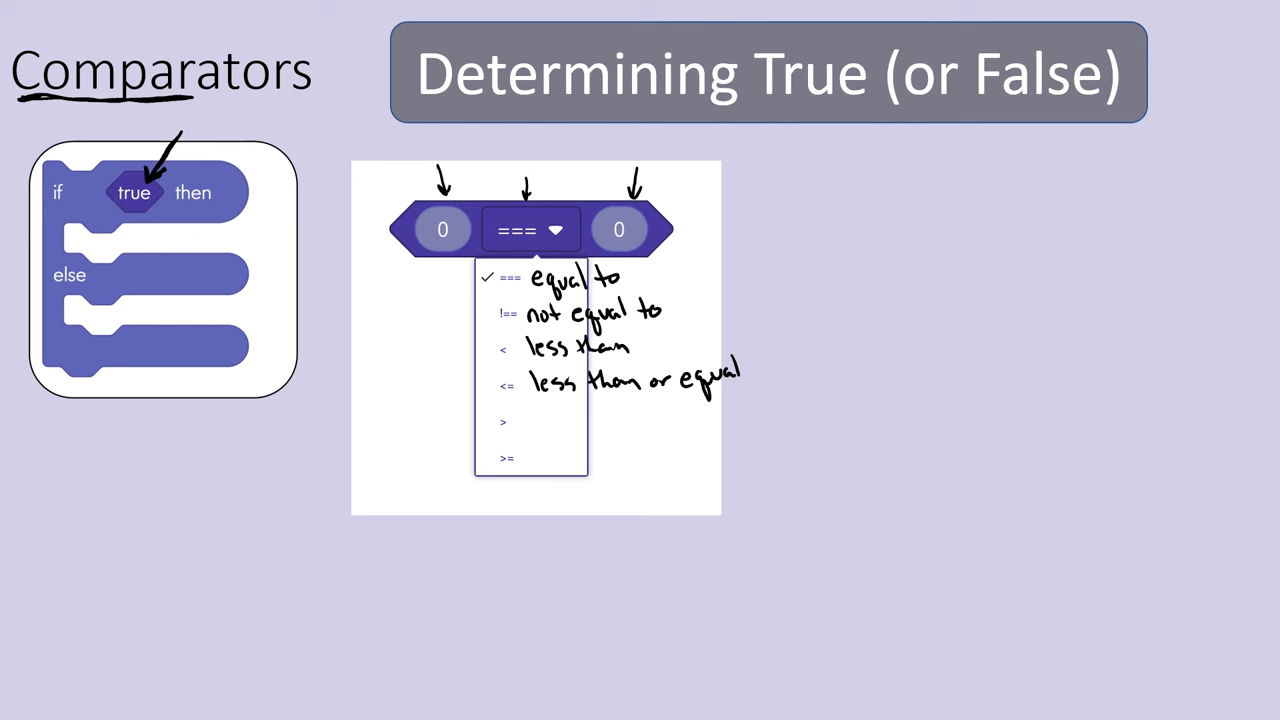 Comparators
Determining True (or False)
if true then
else
0 === 0
=== equal to
!== not equal to
< less than
<= less than or equal
>
>=